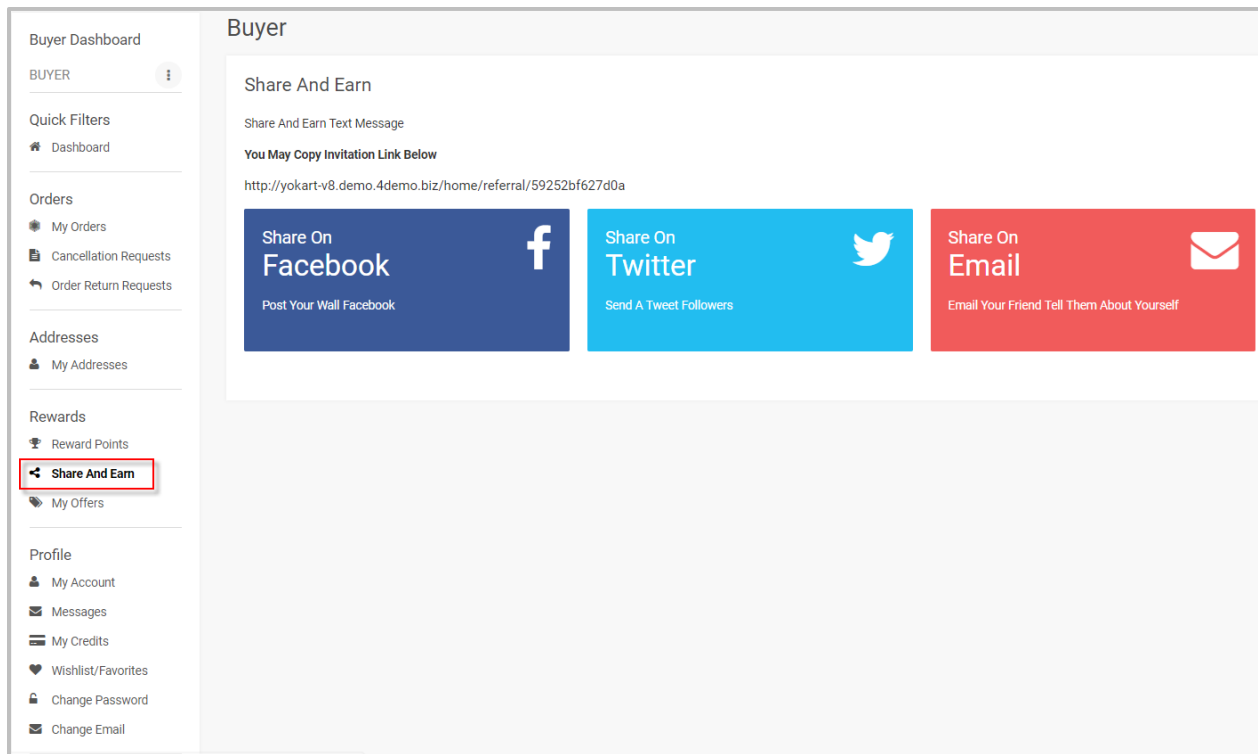 Buyer Dashboard
BUYER
Quick Filters
Dashboard
Orders
My Orders
Cancellation Requests
Order Return Requests
Addresses
My Addresses
Rewards
Reward Points
Share And Earn
My Offers
Profile
My Account
Messages
My Credits
Wishlist/Favorites
Change Password
Change Email
Buyer
Share And Earn
Share And Earn Text Message
You May Copy Invitation Link Below
http://yokart-v8.demo.4demo.biz/home/referral/59252bf627d0a
Share On
Facebook
Post Your Wall Facebook
Share On
Twitter
Send A Tweet Followers
Share On
Email
Email Your Friend Tell Them About Yourself